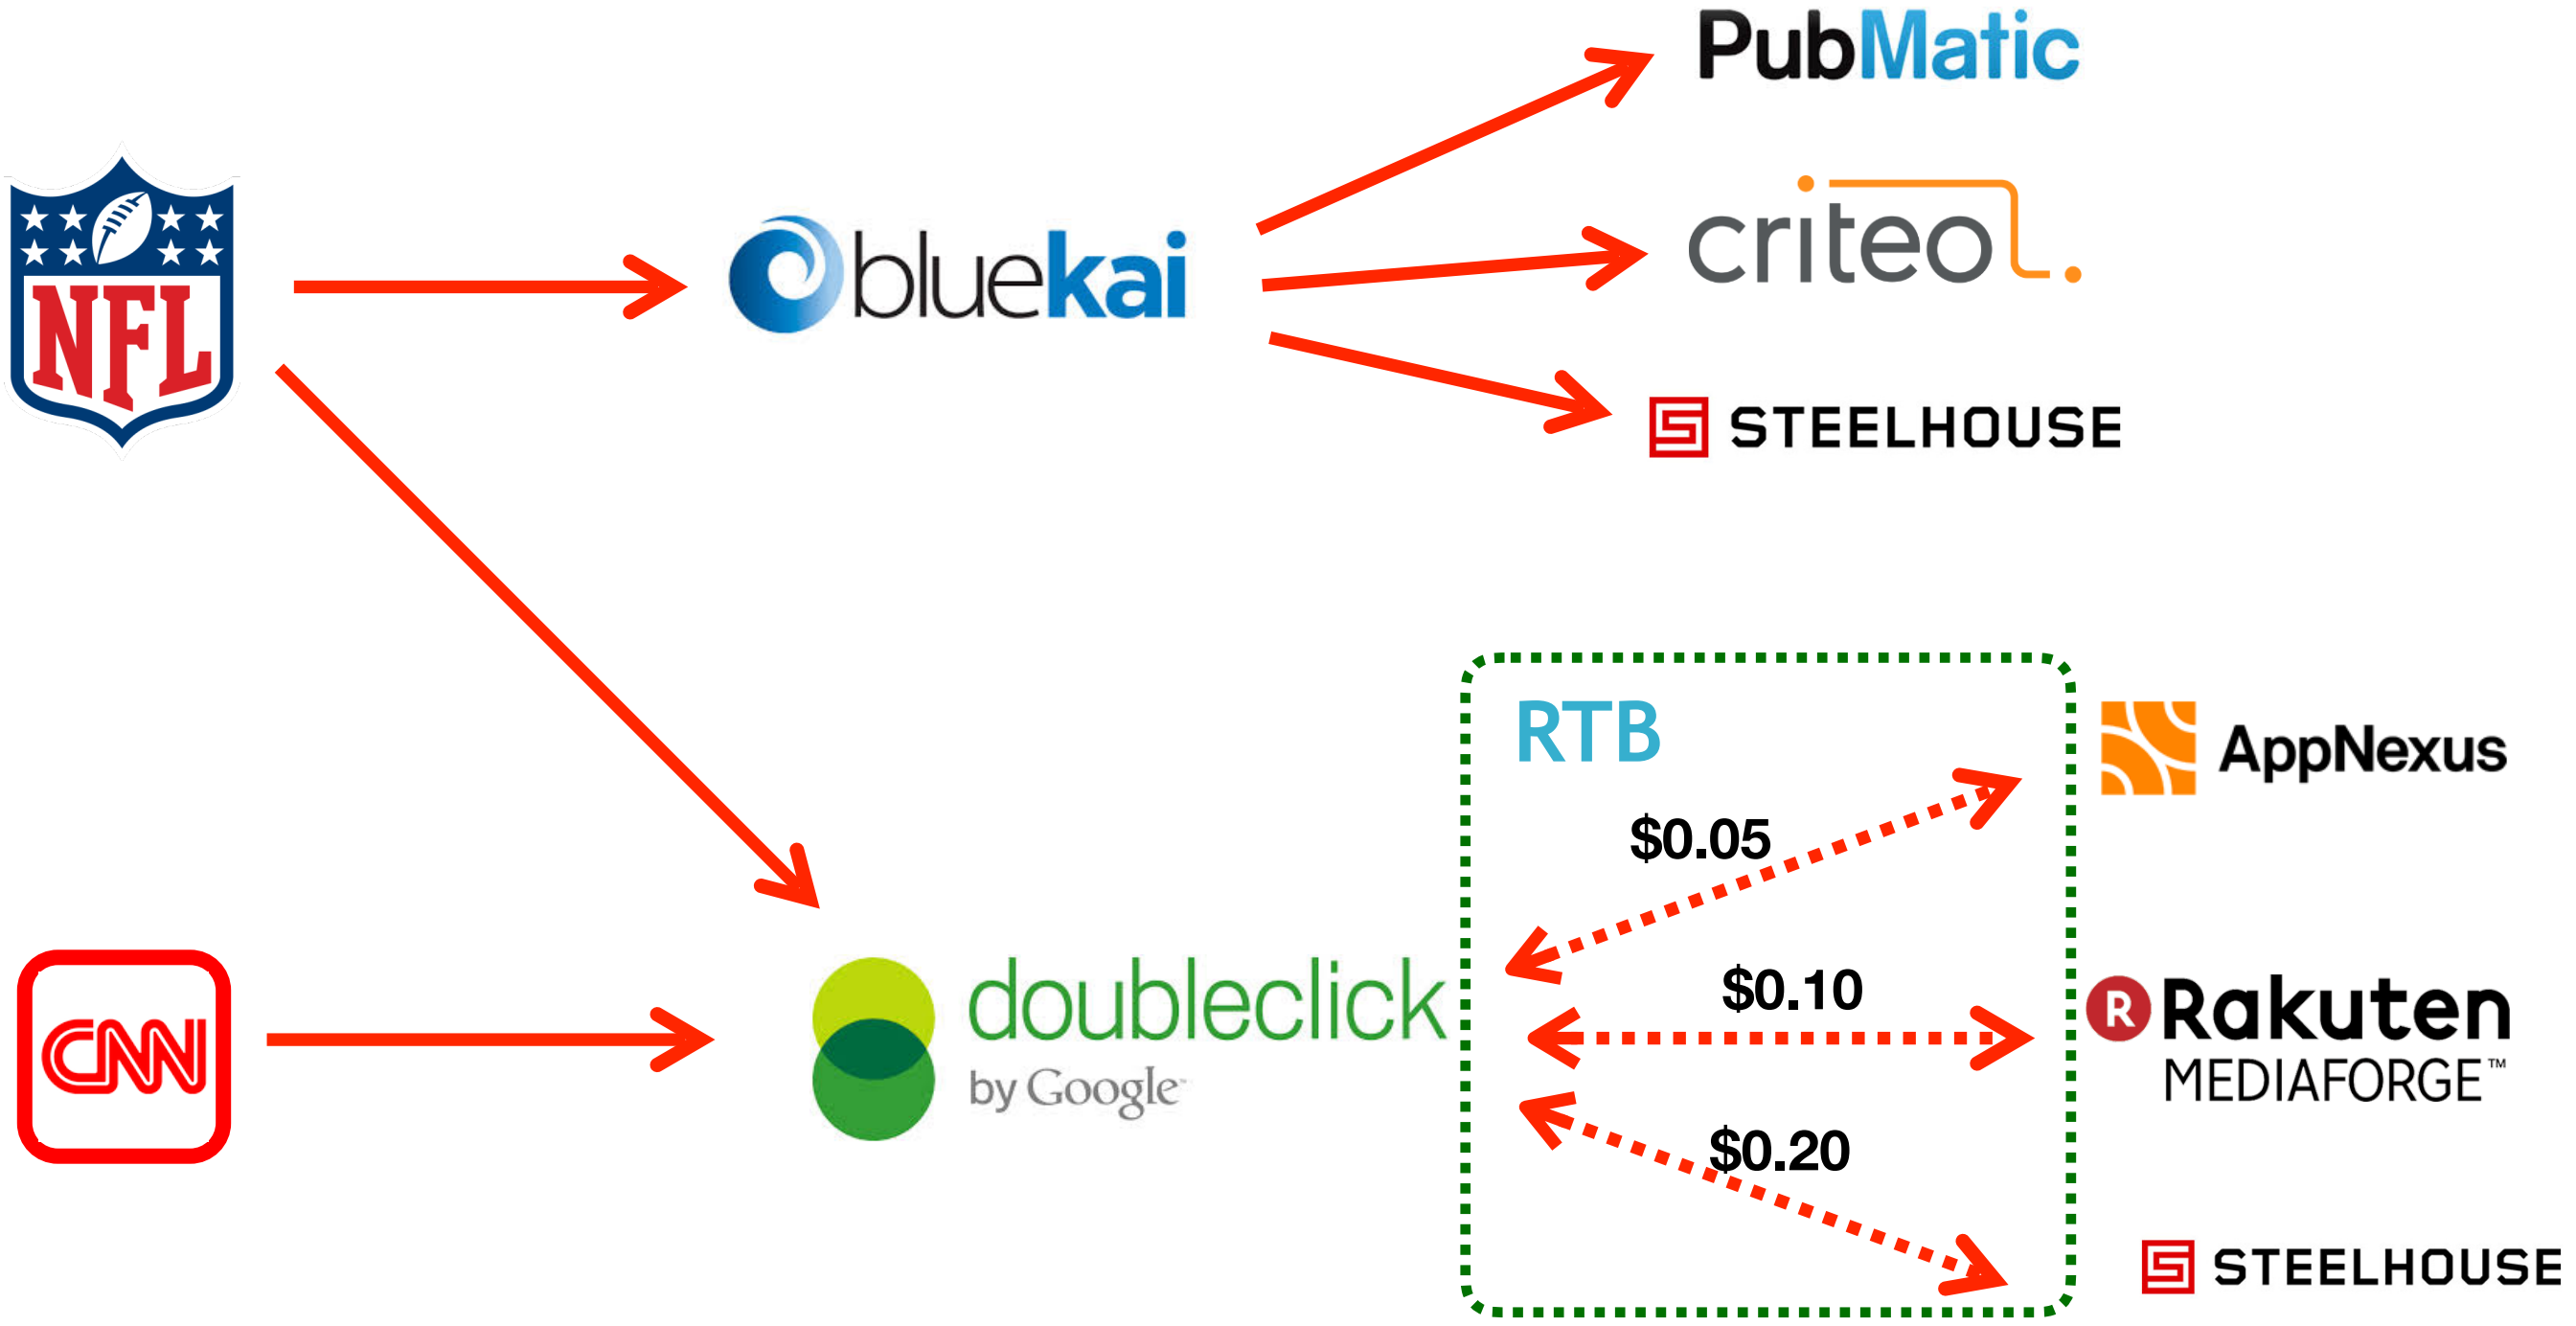 PubMatic
criteo
NFL
bluekai
STEELHOUSE
RTB
AppNexus
$0.05
doubleclick
$0.10
R Rakuten
CNN
by Google™
MEDIAFORGE™
$0.20
STEELHOUSE